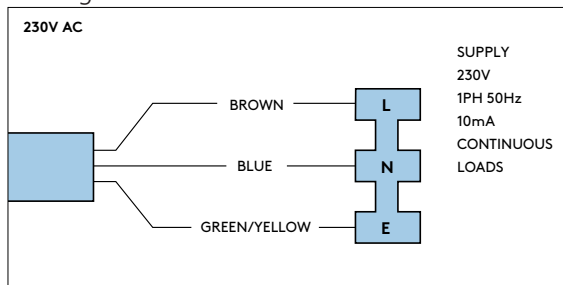 230V AC
BROWN
BLUE
GREEN/YELLOW
L
N
E
SUPPLY
230V
1PH 50Hz
10mA
CONTINUOUS
LOADS